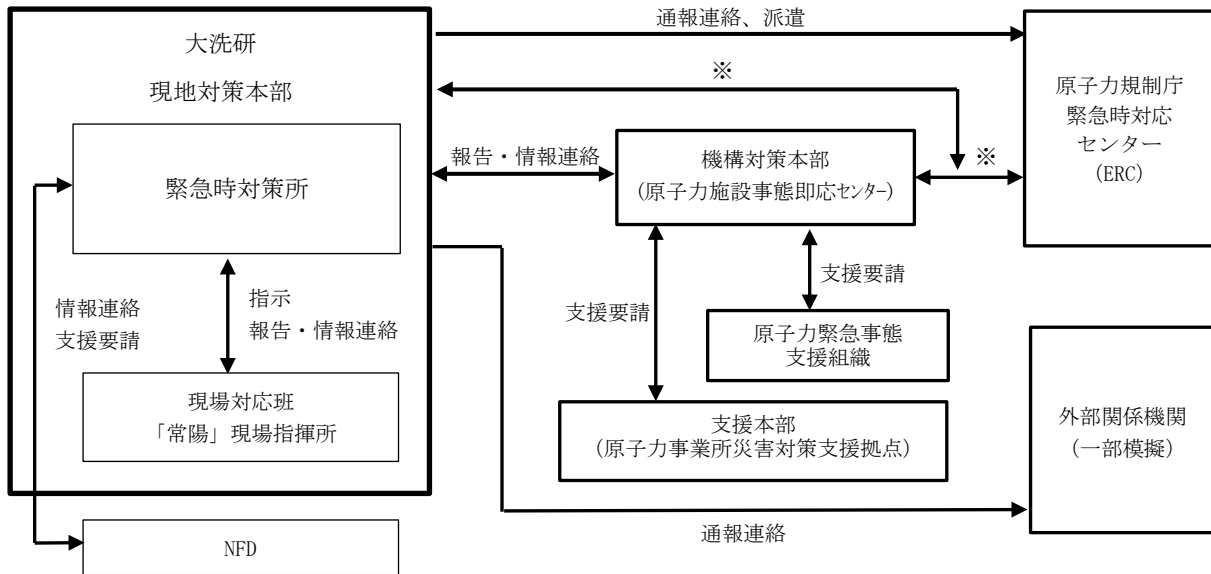 通報連絡、派遣
大洗研
現地対策本部
※
原子力規制庁
緊急時対応
センター
(ERC)
緊急時対策所
報告・情報連絡
機構対策本部
(原子力施設事態即応センター)
※
情報連絡
支援要請
指示
報告・情報連絡
支援要請
支援要請
原子力緊急事態
支援組織
現場対応班
「常陽」現場指揮所
支援本部
(原子力事業所災害対策支援拠点)
外部関係機関
(一部模擬)
通報連絡
NFD